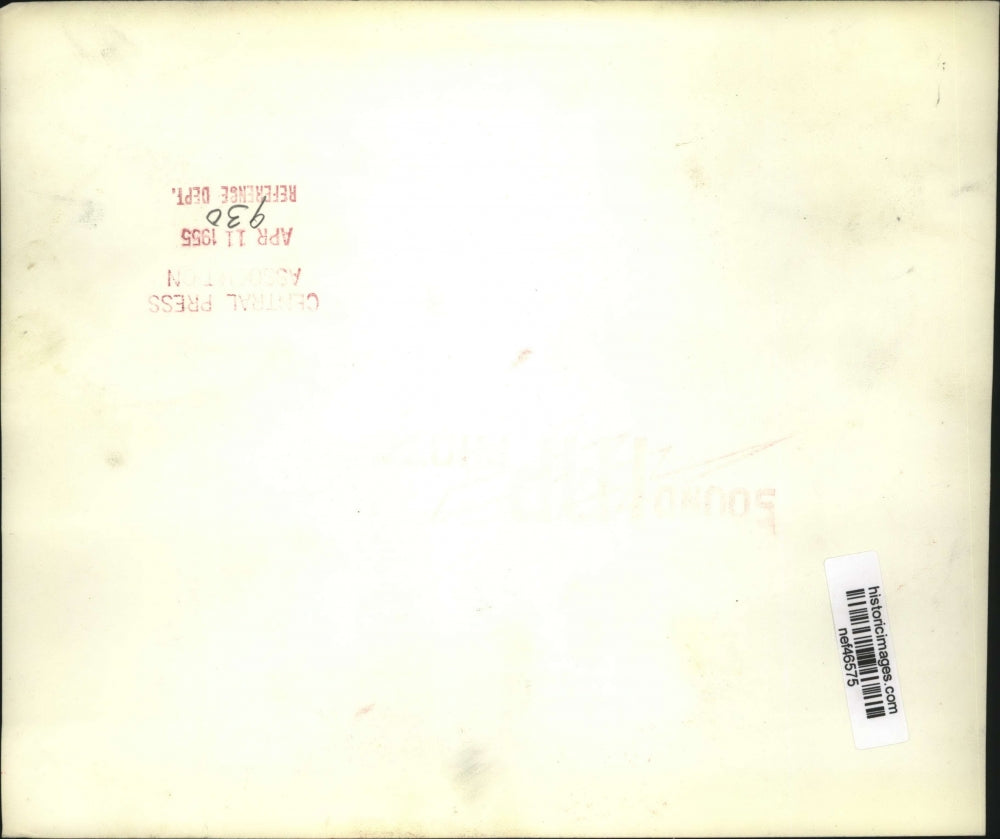 CENTRAL PRESS
ASSOCIATION
APR 11 1955
930
REFERENCE DEPT.
historicimages.com
nef46575